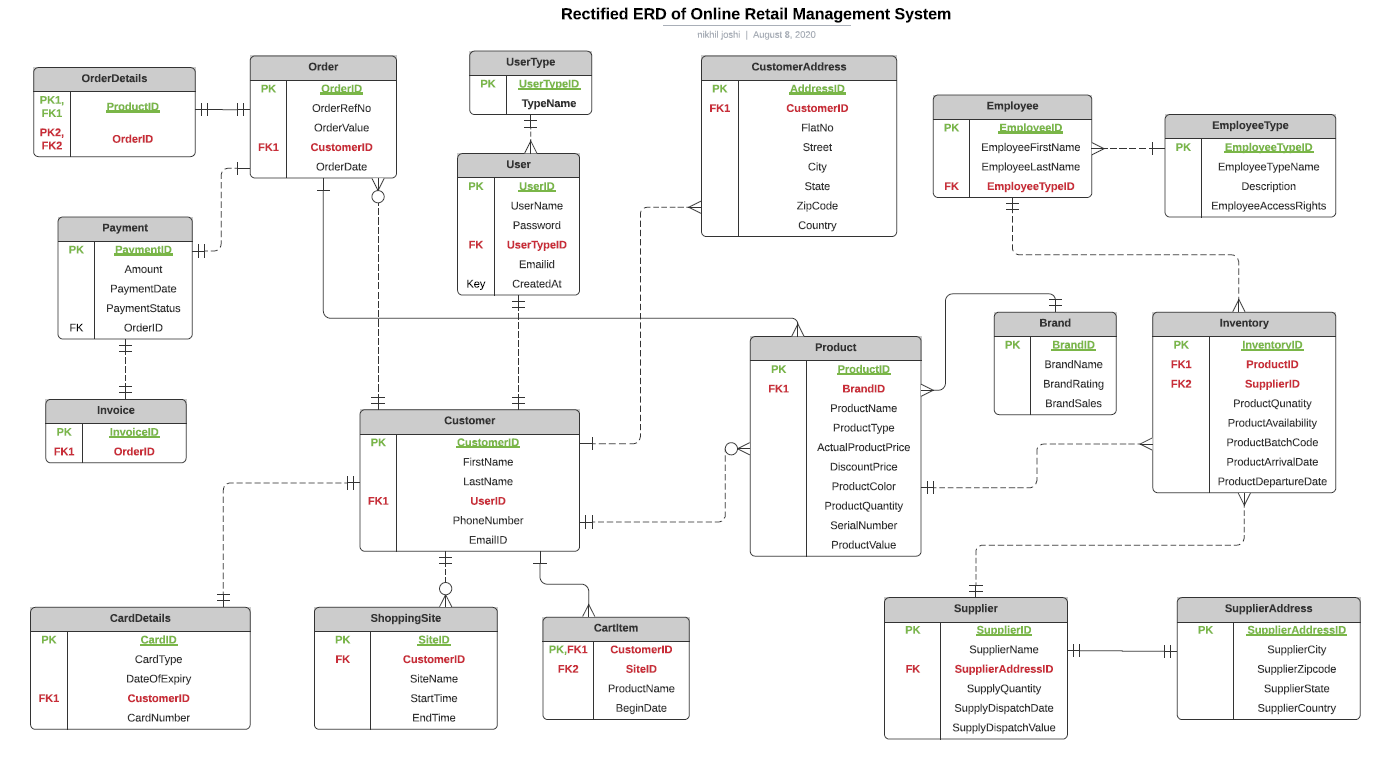 Rectified ERD of Online Retail Management System
nikhil joshi | August 8, 2020
OrderDetails
PK1, FK1 ProductID
PK2, FK2 OrderID
Order
PK OrderID
OrderRefNo
OrderValue
FK1 CustomerID
OrderDate
UserType
PK UserTypeID
TypeName
User
PK UserID
UserName
Password
FK UserTypeID
Emailid
Key CreatedAt
CustomerAddress
PK AddressID
FK1 CustomerID
FlatNo
Street
City
State
ZipCode
Country
Employee
PK EmployeeID
EmployeeFirstName
EmployeeLastName
FK EmployeeTypeID
EmployeeType
PK EmployeeTypeID
EmployeeTypeName
Description
EmployeeAccessRights
Payment
PK PaymentID
Amount
PaymentDate
PaymentStatus
FK OrderID
Invoice
PK InvoiceID
FK1 OrderID
Customer
PK CustomerID
FirstName
LastName
FK1 UserID
PhoneNumber
EmailID
Product
PK ProductID
FK1 BrandID
ProductName
ProductType
ActualProductPrice
DiscountPrice
ProductColor
ProductQuantity
SerialNumber
ProductValue
Brand
PK BrandID
BrandName
BrandRating
BrandSales
Inventory
PK InventoryID
FK1 ProductID
FK2 SupplierID
ProductQunatity
ProductAvailability
ProductBatchCode
ProductArrivalDate
ProductDepartureDate
CardDetails
PK CardID
CardType
DateOfExpiry
FK1 CustomerID
CardNumber
ShoppingSite
PK SiteID
FK CustomerID
SiteName
StartTime
EndTime
CartItem
PK,FK1 CustomerID
FK2 SiteID
ProductName
BeginDate
Supplier
PK SupplierID
SupplierName
FK SupplierAddressID
SupplyQuantity
SupplyDispatchDate
SupplyDispatchValue
SupplierAddress
PK SupplierAddressID
SupplierCity
SupplierZipcode
SupplierState
SupplierCountry